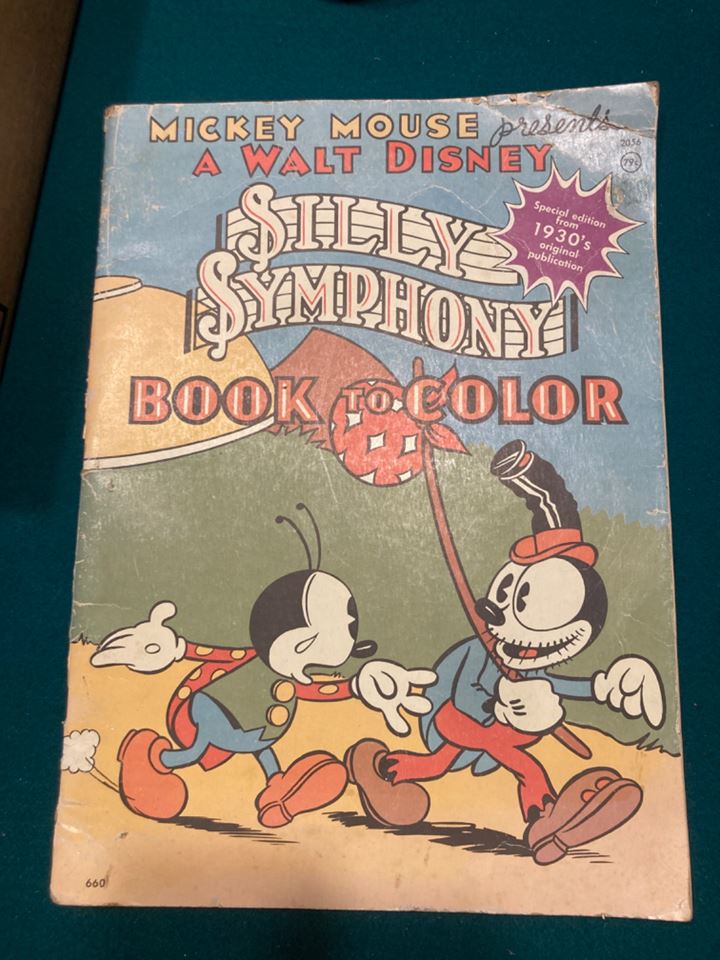 MICKEY MOUSE presents
2056
79¢
A WALT DISNEY
SILLY
SYMPHONY
Special edition
from
1930's
original
publication
BOOK TO COLOR
660